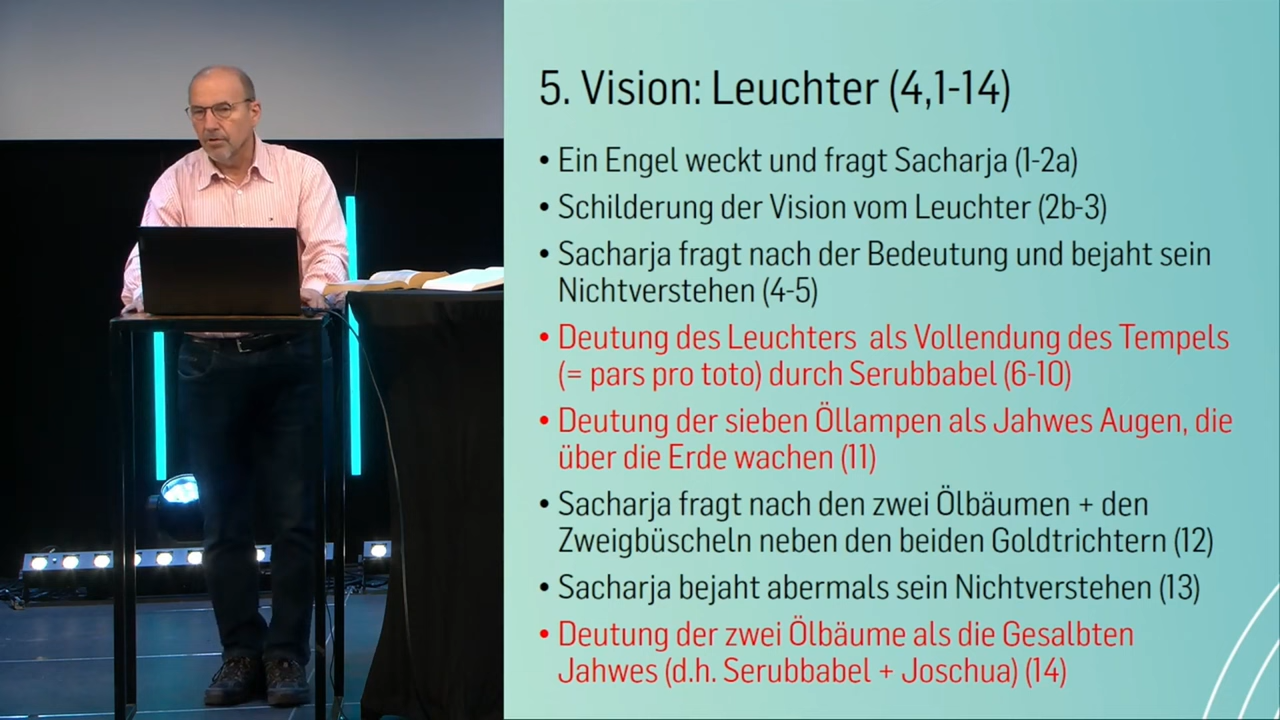 5. Vision: Leuchter (4,1-14)
• Ein Engel weckt und fragt Sacharja (1-2a)
• Schilderung der Vision vom Leuchter (2b-3)
• Sacharja fragt nach der Bedeutung und bejaht sein
Nichtverstehen (4-5)
• Deutung des Leuchters  als Vollendung des Tempels
(= pars pro toto) durch Serubbabel (6-10)
• Deutung der sieben Öllampen als Jahwes Augen, die
über die Erde wachen (11)
• Sacharja fragt nach den zwei Ölbäumen + den
Zweigbüscheln neben den beiden Goldtrichtern (12)
• Sacharja bejaht abermals sein Nichtverstehen (13)
• Deutung der zwei Ölbäume als die Gesalbten
Jahwes (d.h. Serubbabel + Joschua) (14)